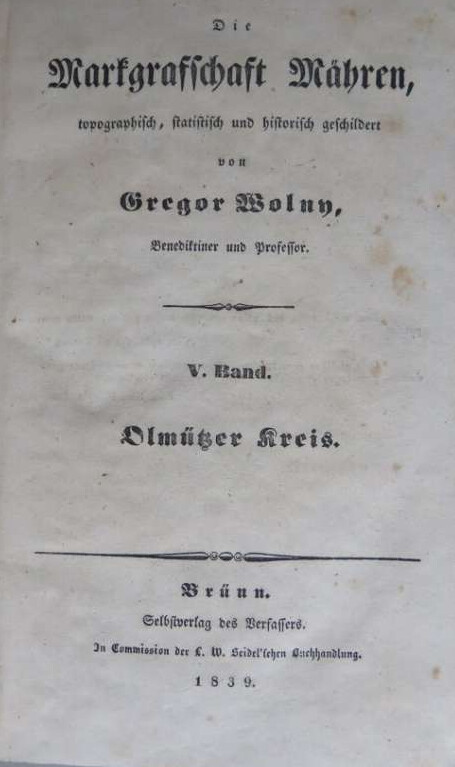 Die
Markgrafschaft Mähren,
topographisch, statistisch und historisch geschildert
von
Gregor Wolny,
Benediktiner und Professor.
V. Band.
Olmützer Kreis.
Brünn.
Selbstverlag des Verfassers.
In Commission der L. W. Seidel'schen Buchhandlung.
1839.